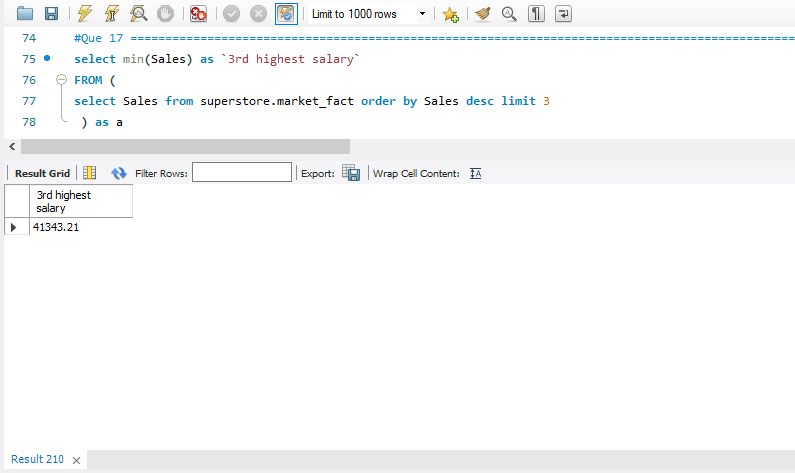 Limit to 1000 rows
74 #Que 17 ================================================================================================
75 select min(Sales) as `3rd highest salary`
76 FROM (
77 select Sales from superstore.market_fact order by Sales desc limit 3
78 ) as a
Result Grid Filter Rows: Export: Wrap Cell Content: IA
3rd highest
salary
41343.21
Result 210